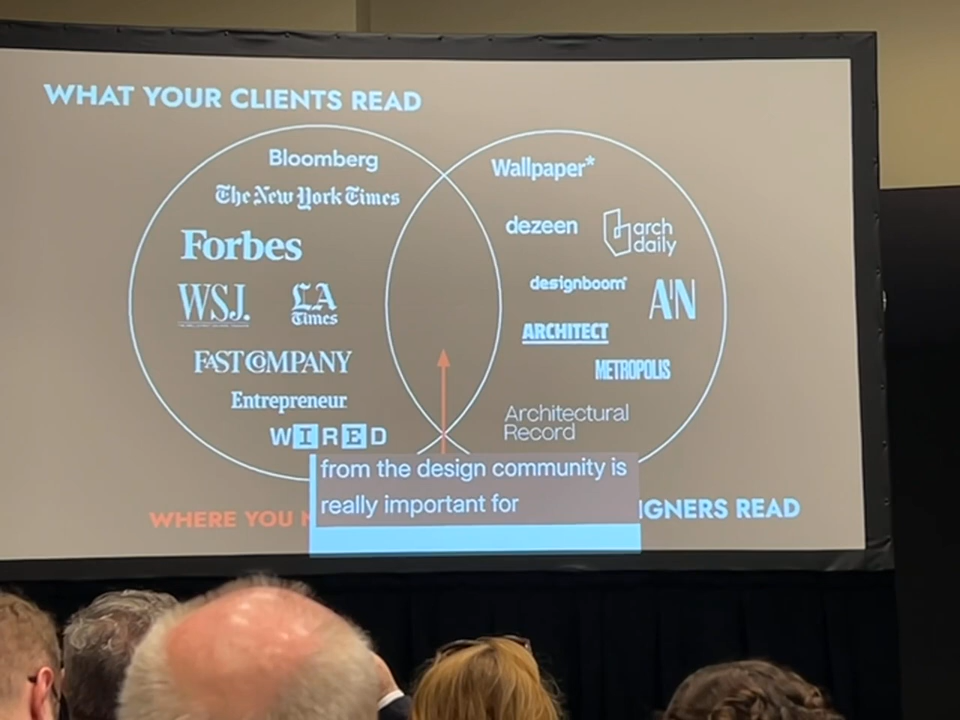 WHAT YOUR CLIENTS READ
Bloomberg
The New York Times
Forbes
WSJ.
LA
Times
FAST COMPANY
Entrepreneur
WIRED
Wallpaper*
dezeen
arch
daily
designboom
AN
ARCHITECT
METROPOLIS
Architectural
Record
from the design community is
really important for
WHERE YOU
IGNERS READ